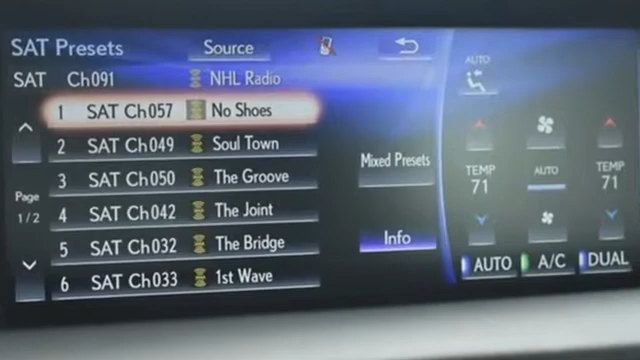 SAT Presets Source
SAT Ch091 NHL Radio
1 SAT Ch057 No Shoes
2 SAT Ch049 Soul Town
3 SAT Ch050 The Groove
4 SAT Ch042 The Joint
5 SAT Ch032 The Bridge
6 SAT Ch033 1st Wave
Page
1/2
Mixed Presets
Info
AUTO
TEMP
71
AUTO
TEMP
71
AUTO A/C DUAL